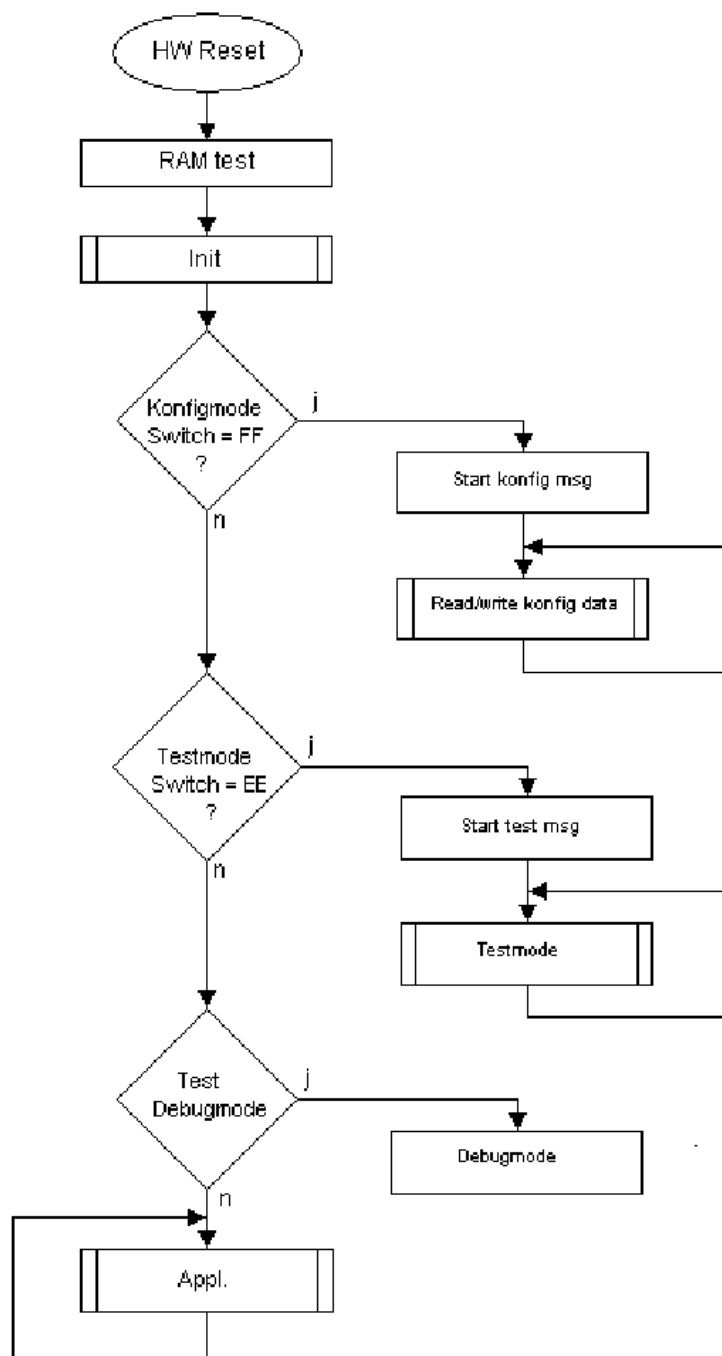 HW Reset
RAM test
Init
Konfigmode
Switch = FF
?
j
n
Start konfig msg
Read/write konfig data
Testmode
Switch = EE
?
j
n
Start test msg
Testmode
Test
Debugmode
j
n
Debugmode
Appl.